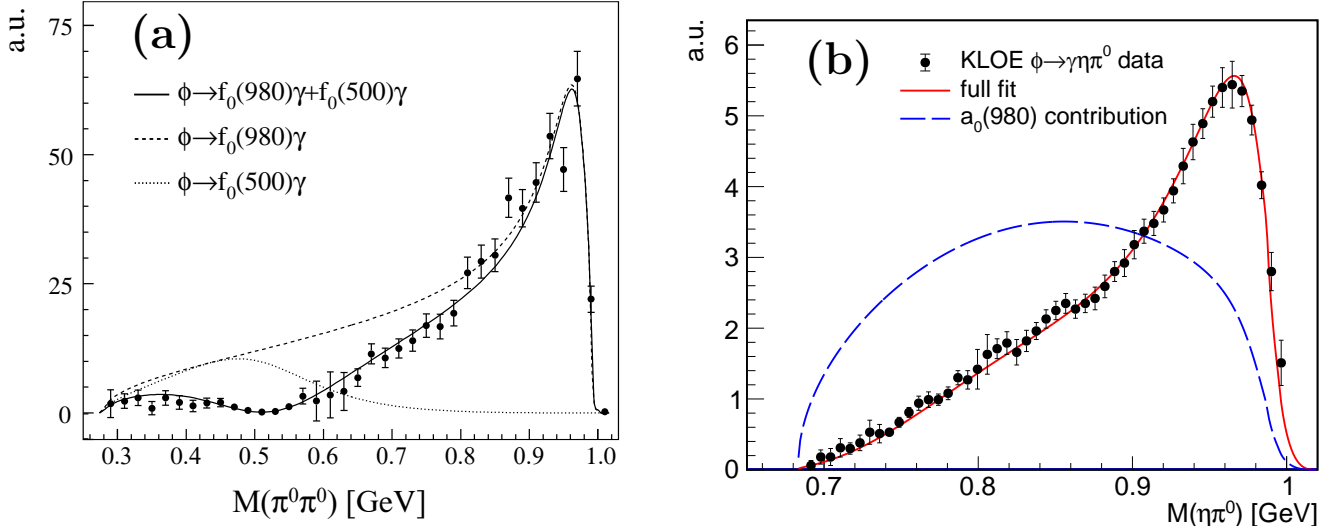 a.u.
(a)
75
50
25
0
ϕ→f₀(980)γ+f₀(500)γ
ϕ→f₀(980)γ
ϕ→f₀(500)γ
0.3 0.4 0.5 0.6 0.7 0.8 0.9 1.0
M(π⁰π⁰) [GeV]
a.u.
(b)
6
5
4
3
2
1
0
KLOE ϕ→γηπ⁰ data
full fit
a₀(980) contribution
0.7 0.8 0.9 1
M(ηπ⁰) [GeV]